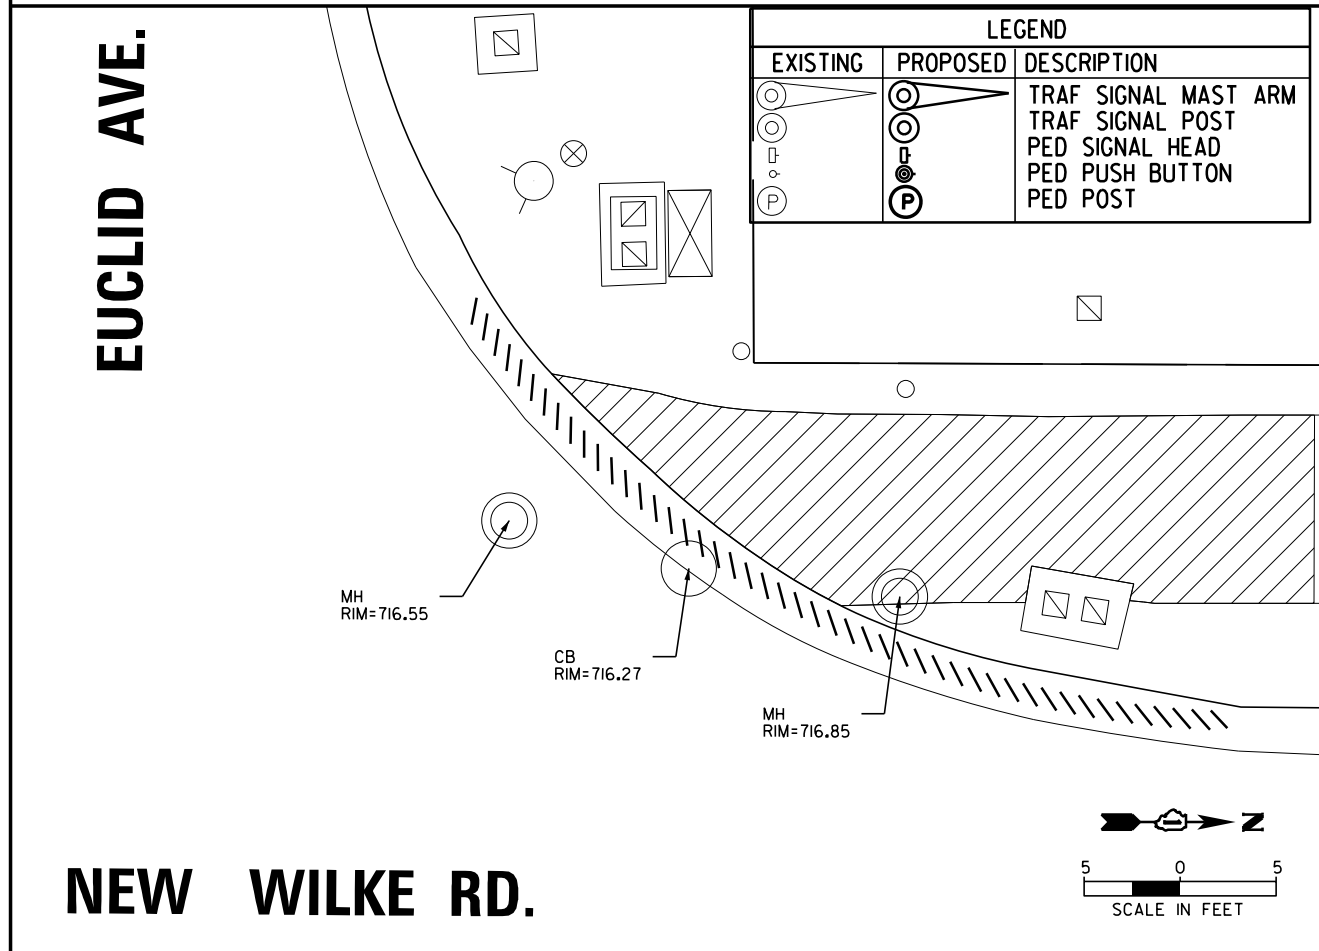 EUCLID AVE.
LEGEND
EXISTING PROPOSED DESCRIPTION
TRAF SIGNAL MAST ARM
TRAF SIGNAL POST
PED SIGNAL HEAD
PED PUSH BUTTON
P P PED POST
MH
RIM=716.55
CB
RIM=716.27
MH
RIM=716.85
N
5 0 5
SCALE IN FEET
NEW WILKE RD.